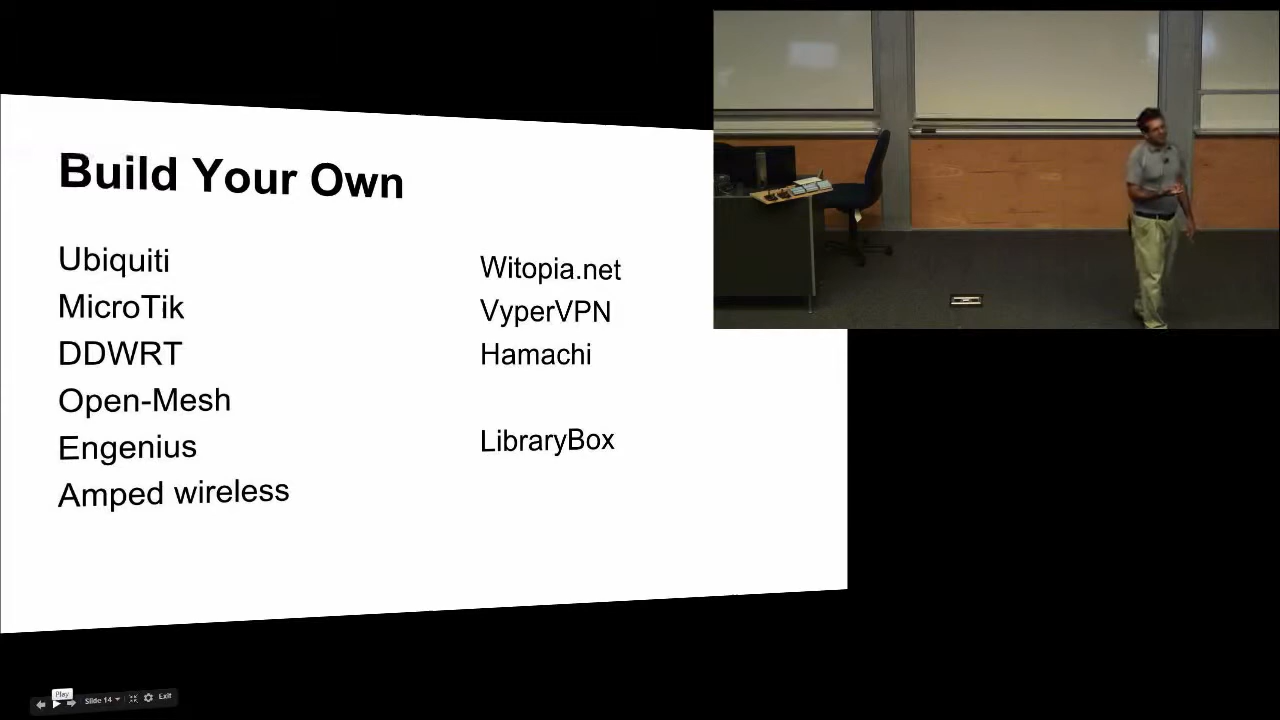 Build Your Own
Ubiquiti
MicroTik
DDWRT
Open-Mesh
Engenius
Amped wireless
Witopia.net
VyperVPN
Hamachi
LibraryBox
Play
Slide 14
Exit